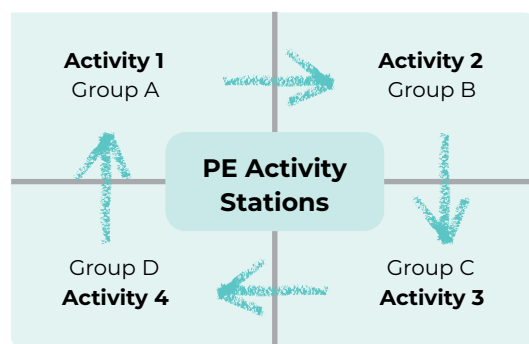 Activity 1
Group A
Activity 2
Group B
PE Activity
Stations
Group D
Activity 4
Group C
Activity 3